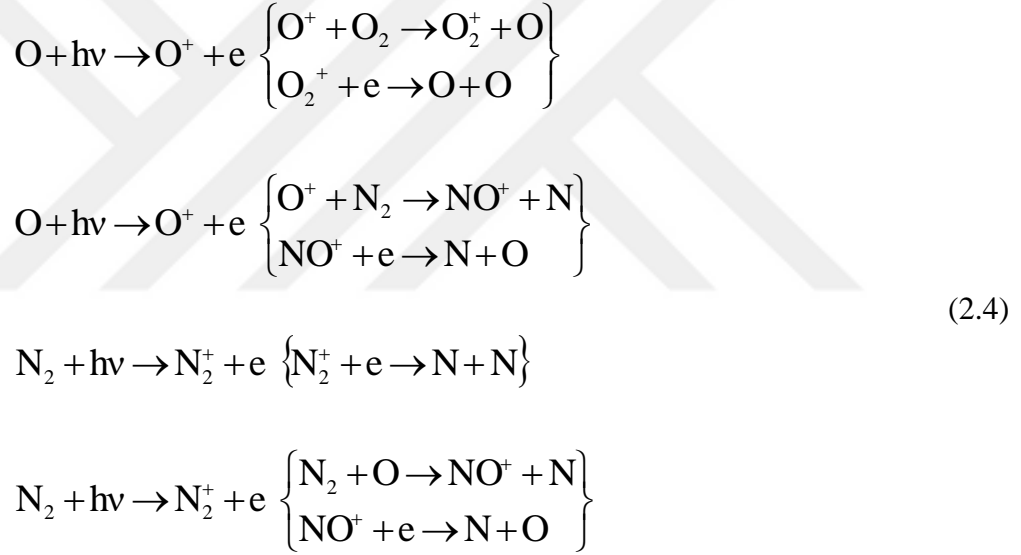 O+hν→O⁺+e {O⁺+O₂→O₂⁺+O
O₂⁺+e→O+O}
O+hν→O⁺+e {O⁺+N₂→NO⁺+N
NO⁺+e→N+O}
(2.4)
N₂+hν→N₂⁺+e {N₂⁺+e→N+N}
N₂+hν→N₂⁺+e {N₂+O→NO⁺+N
NO⁺+e→N+O}